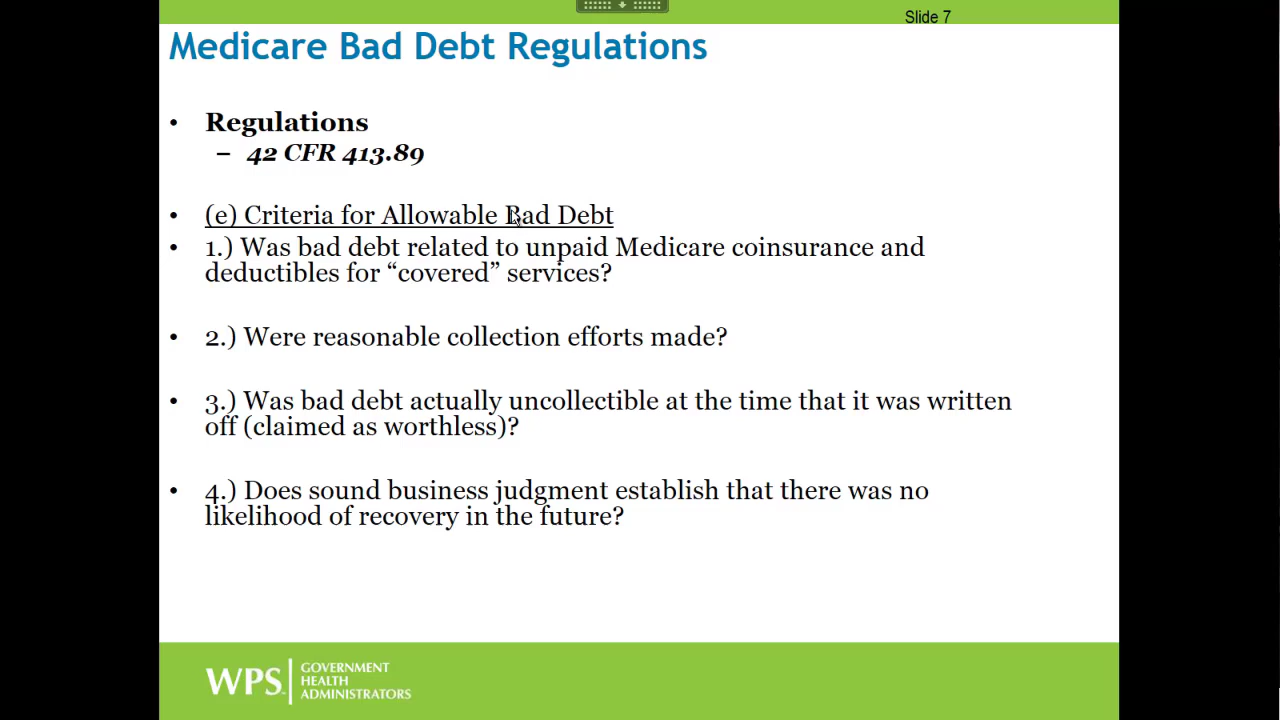 Slide 7
Medicare Bad Debt Regulations
• Regulations
– 42 CFR 413.89
• (e) Criteria for Allowable Bad Debt
• 1.) Was bad debt related to unpaid Medicare coinsurance and
deductibles for “covered” services?
• 2.) Were reasonable collection efforts made?
• 3.) Was bad debt actually uncollectible at the time that it was written
off (claimed as worthless)?
• 4.) Does sound business judgment establish that there was no
likelihood of recovery in the future?
WPS
GOVERNMENT
HEALTH
ADMINISTRATORS